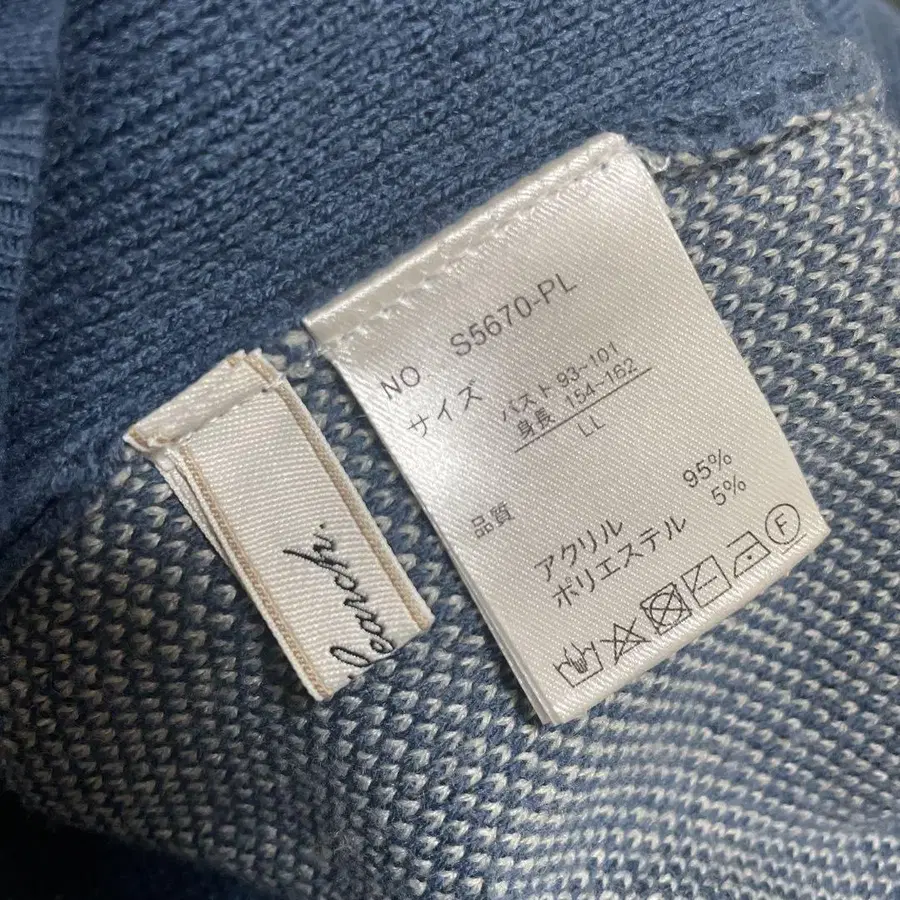 NO S5670-PL
サイズ バスト 93~101
身長 154~162
LL
品質
アクリル 95%
ポリエステル 5%
F
earch.